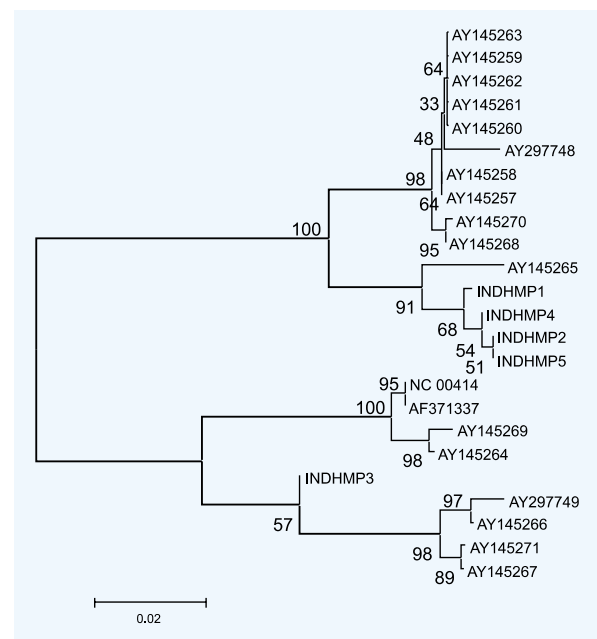 AY145263
AY145259
64
AY145262
33
AY145261
AY145260
48
AY297748
98
AY145258
64
AY145257
AY145270
100
95
AY145268
AY145265
91
INDHMP1
68
INDHMP4
54
INDHMP2
51
INDHMP5
95
NC 00414
100
AF371337
AY145269
98
AY145264
INDHMP3
57
97
AY297749
AY145266
98
AY145271
89
AY145267
0.02